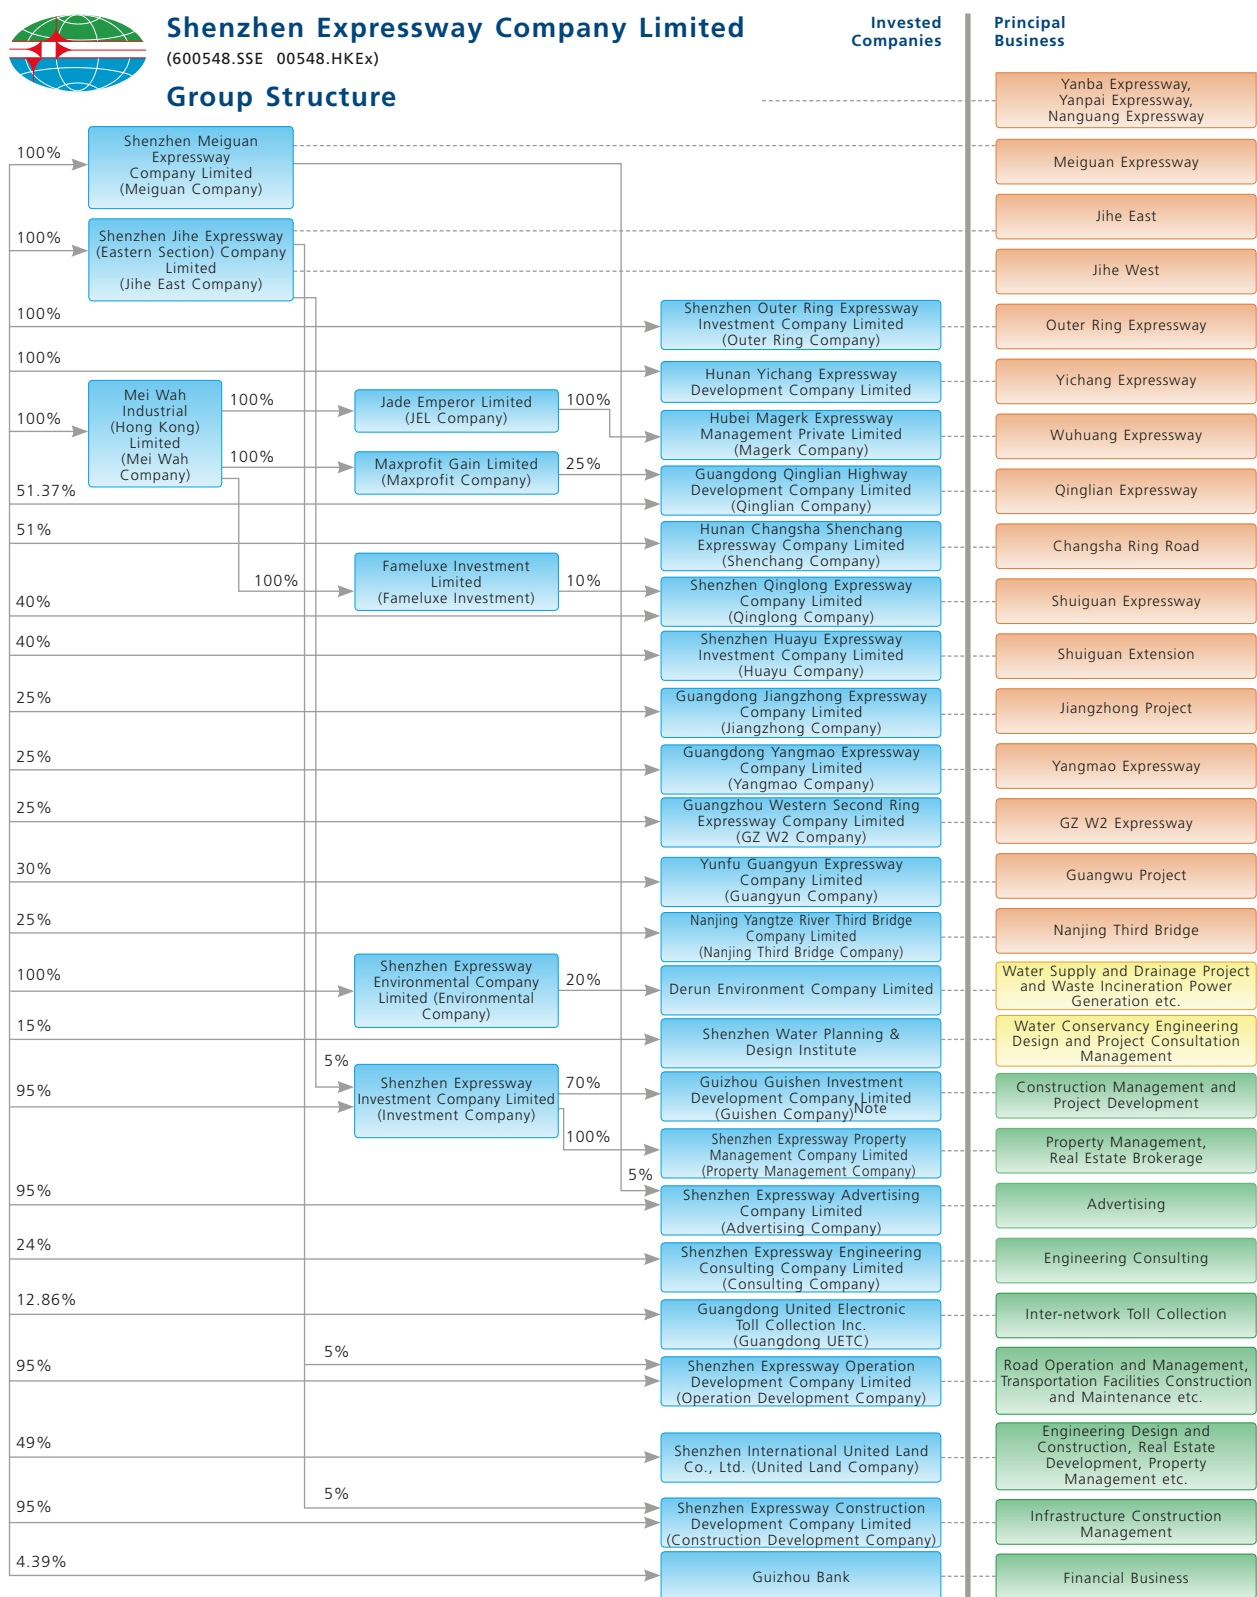 Shenzhen Expressway Company Limited
(600548.SSE 00548.HKEx)
Group Structure
Invested
Companies
Principal
Business
Yanba Expressway,
Yanpai Expressway,
Nanguang Expressway
100%
Shenzhen Meiguan
Expressway
Company Limited
(Meiguan Company)
Meiguan Expressway
100%
Shenzhen Jihe Expressway
(Eastern Section) Company
Limited
(Jihe East Company)
Jihe East
Jihe West
100%
Shenzhen Outer Ring Expressway
Investment Company Limited
(Outer Ring Company)
Outer Ring Expressway
100%
Hunan Yichang Expressway
Development Company Limited
Yichang Expressway
100%
Mei Wah
Industrial
(Hong Kong)
Limited
(Mei Wah
Company)
100%
Jade Emperor Limited
(JEL Company)
100%
Hubei Magerk Expressway
Management Private Limited
(Magerk Company)
Wuhuang Expressway
100%
Maxprofit Gain Limited
(Maxprofit Company)
25%
51.37%
Guangdong Qinglian Highway
Development Company Limited
(Qinglian Company)
Qinglian Expressway
51%
Hunan Changsha Shenchang
Expressway Company Limited
(Shenchang Company)
Changsha Ring Road
100%
Fameluxe Investment
Limited
(Fameluxe Investment)
10%
40%
Shenzhen Qinglong Expressway
Company Limited
(Qinglong Company)
Shuiguan Expressway
40%
Shenzhen Huayu Expressway
Investment Company Limited
(Huayu Company)
Shuiguan Extension
25%
Guangdong Jiangzhong Expressway
Company Limited
(Jiangzhong Company)
Jiangzhong Project
25%
Guangdong Yangmao Expressway
Company Limited
(Yangmao Company)
Yangmao Expressway
25%
Guangzhou Western Second Ring
Expressway Company Limited
(GZ W2 Company)
GZ W2 Expressway
30%
Yunfu Guangyun Expressway
Company Limited
(Guangyun Company)
Guangwu Project
25%
Nanjing Yangtze River Third Bridge
Company Limited
(Nanjing Third Bridge Company)
Nanjing Third Bridge
100%
Shenzhen Expressway
Environmental Company
Limited (Environmental
Company)
20%
Derun Environment Company Limited
Water Supply and Drainage Project
and Waste Incineration Power
Generation etc.
15%
Shenzhen Water Planning &
Design Institute
Water Conservancy Engineering
Design and Project Consultation
Management
5%
95%
Shenzhen Expressway
Investment Company Limited
(Investment Company)
70%
Guizhou Guishen Investment
Development Company Limited
(Guishen Company)Note
Construction Management and
Project Development
100%
Shenzhen Expressway Property
Management Company Limited
(Property Management Company)
Property Management,
Real Estate Brokerage
5%
95%
Shenzhen Expressway Advertising
Company Limited
(Advertising Company)
Advertising
24%
Shenzhen Expressway Engineering
Consulting Company Limited
(Consulting Company)
Engineering Consulting
12.86%
Guangdong United Electronic
Toll Collection Inc.
(Guangdong UETC)
Inter-network Toll Collection
5%
95%
Shenzhen Expressway Operation
Development Company Limited
(Operation Development Company)
Road Operation and Management,
Transportation Facilities Construction
and Maintenance etc.
49%
Shenzhen International United Land
Co., Ltd. (United Land Company)
Engineering Design and
Construction, Real Estate
Development, Property
Management etc.
5%
95%
Shenzhen Expressway Construction
Development Company Limited
(Construction Development Company)
Infrastructure Construction
Management
4.39%
Guizhou Bank
Financial Business